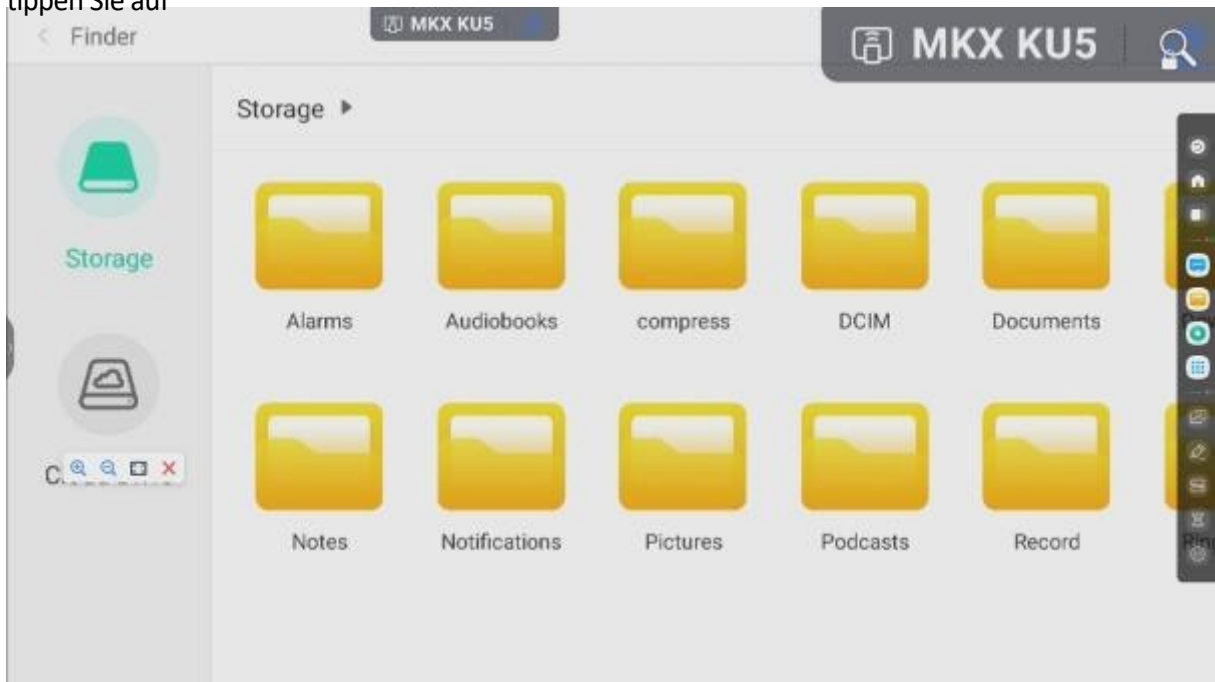 tippen Sie auf
Finder
MKX KU5
MKX KU5
Storage
Storage
Alarms
Audiobooks
compress
DCIM
Documents
Notes
Notifications
Pictures
Podcasts
Record